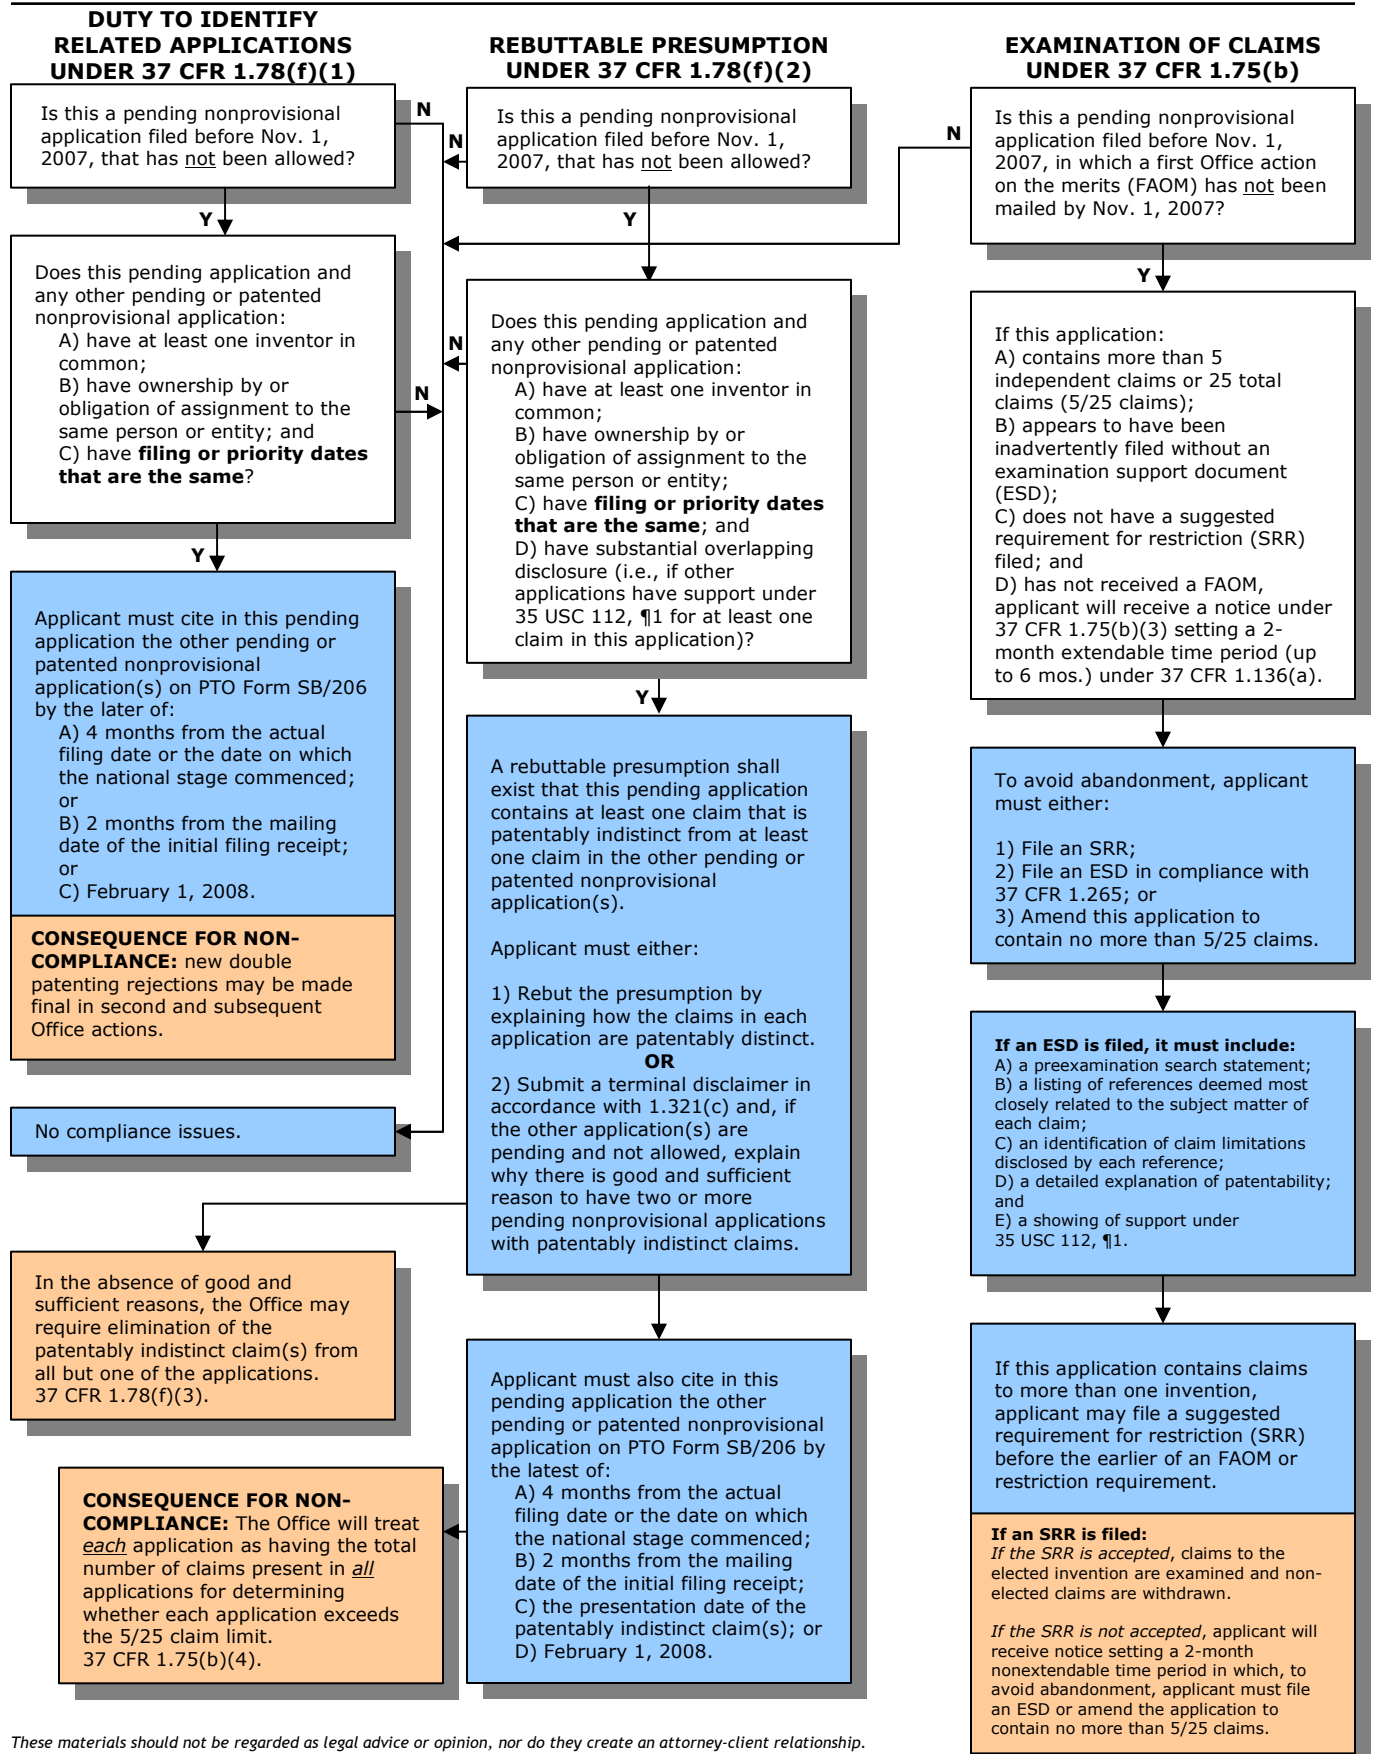 DUTY TO IDENTIFY
RELATED APPLICATIONS
UNDER 37 CFR 1.78(f)(1)
Is this a pending nonprovisional
application filed before Nov. 1,
2007, that has not been allowed?
N
Y
Does this pending application and
any other pending or patented
nonprovisional application:
A) have at least one inventor in
common;
B) have ownership by or
obligation of assignment to the
same person or entity; and
C) have filing or priority dates
that are the same?
N
Y
Applicant must cite in this pending
application the other pending or
patented nonprovisional
application(s) on PTO Form SB/206
by the later of:
A) 4 months from the actual
filing date or the date on which
the national stage commenced;
or
B) 2 months from the mailing
date of the initial filing receipt;
or
C) February 1, 2008.
CONSEQUENCE FOR NON-
COMPLIANCE: new double
patenting rejections may be made
final in second and subsequent
Office actions.
No compliance issues.
In the absence of good and
sufficient reasons, the Office may
require elimination of the
patentably indistinct claim(s) from
all but one of the applications.
37 CFR 1.78(f)(3).
CONSEQUENCE FOR NON-
COMPLIANCE: The Office will treat
each application as having the total
number of claims present in all
applications for determining
whether each application exceeds
the 5/25 claim limit.
37 CFR 1.75(b)(4).
REBUTTABLE PRESUMPTION
UNDER 37 CFR 1.78(f)(2)
Is this a pending nonprovisional
application filed before Nov. 1,
2007, that has not been allowed?
N
Y
Does this pending application and
any other pending or patented
nonprovisional application:
A) have at least one inventor in
common;
B) have ownership by or
obligation of assignment to the
same person or entity;
C) have filing or priority dates
that are the same; and
D) have substantial overlapping
disclosure (i.e., if other
applications have support under
35 USC 112, ¶1 for at least one
claim in this application)?
N
Y
A rebuttable presumption shall
exist that this pending application
contains at least one claim that is
patentably indistinct from at least
one claim in the other pending or
patented nonprovisional
application(s).
Applicant must either:
1) Rebut the presumption by
explaining how the claims in each
application are patentably distinct.
OR
2) Submit a terminal disclaimer in
accordance with 1.321(c) and, if
the other application(s) are
pending and not allowed, explain
why there is good and sufficient
reason to have two or more
pending nonprovisional applications
with patentably indistinct claims.
Applicant must also cite in this
pending application the other
pending or patented nonprovisional
application on PTO Form SB/206 by
the latest of:
A) 4 months from the actual
filing date or the date on which
the national stage commenced;
B) 2 months from the mailing
date of the initial filing receipt;
C) the presentation date of the
patentably indistinct claim(s); or
D) February 1, 2008.
EXAMINATION OF CLAIMS
UNDER 37 CFR 1.75(b)
Is this a pending nonprovisional
application filed before Nov. 1,
2007, in which a first Office action
on the merits (FAOM) has not been
mailed by Nov. 1, 2007?
N
Y
If this application:
A) contains more than 5
independent claims or 25 total
claims (5/25 claims);
B) appears to have been
inadvertently filed without an
examination support document
(ESD);
C) does not have a suggested
requirement for restriction (SRR)
filed; and
D) has not received a FAOM,
applicant will receive a notice under
37 CFR 1.75(b)(3) setting a 2-
month extendable time period (up
to 6 mos.) under 37 CFR 1.136(a).
To avoid abandonment, applicant
must either:
1) File an SRR;
2) File an ESD in compliance with
37 CFR 1.265; or
3) Amend this application to
contain no more than 5/25 claims.
If an ESD is filed, it must include:
A) a preexamination search statement;
B) a listing of references deemed most
closely related to the subject matter of
each claim;
C) an identification of claim limitations
disclosed by each reference;
D) a detailed explanation of patentability;
and
E) a showing of support under
35 USC 112, ¶1.
If this application contains claims
to more than one invention,
applicant may file a suggested
requirement for restriction (SRR)
before the earlier of an FAOM or
restriction requirement.
If an SRR is filed:
If the SRR is accepted, claims to the
elected invention are examined and non-
elected claims are withdrawn.
If the SRR is not accepted, applicant will
receive notice setting a 2-month
nonextendable time period in which, to
avoid abandonment, applicant must file
an ESD or amend the application to
contain no more than 5/25 claims.
These materials should not be regarded as legal advice or opinion, nor do they create an attorney-client relationship.